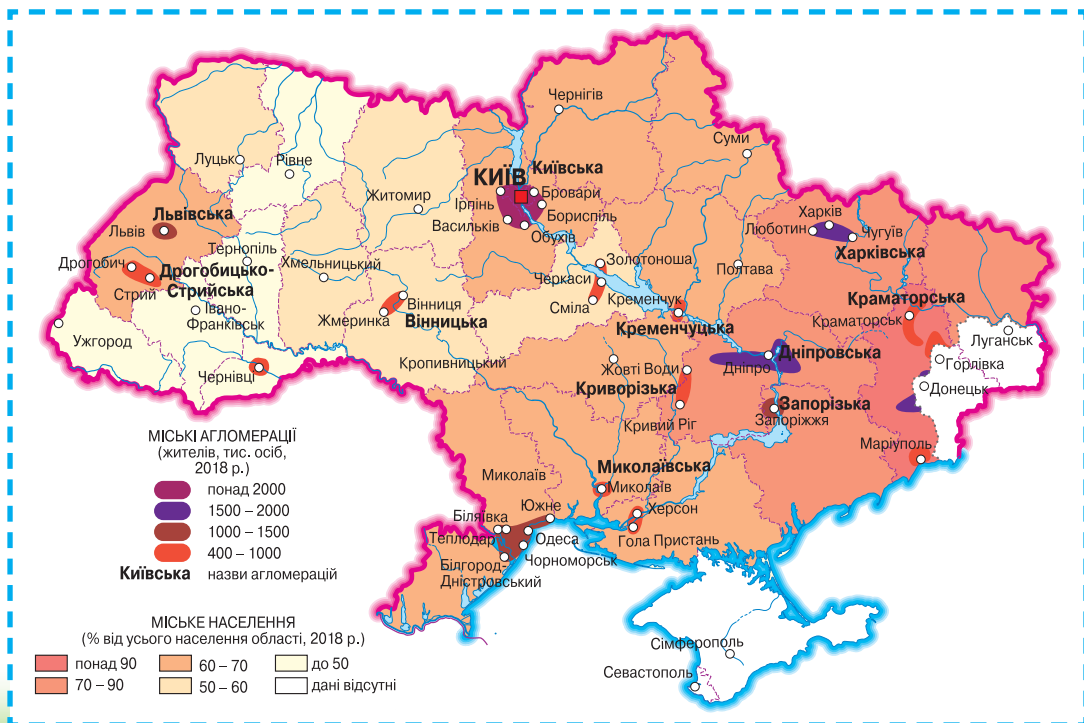 Чернігів
Суми
Луцьк
Рівне
КИЇВ
Київська
Житомир
Ірпінь
Бровари
Бориспіль
Васильків
Обухів
Львівська
Львів
Харків
Люботин
Чугуїв
Харківська
Дрогобич
Дрогобицько-
Стрийська
Стрий
Тернопіль
Хмельницький
Золотоноша
Черкаси
Сміла
Полтава
Івано-
Франківськ
Вінниця
Жмеринка
Вінницька
Кременчук
Кременчуцька
Краматорська
Краматорськ
Ужгород
Луганськ
Горлівка
Донецьк
Чернівці
Кропивницький
Жовті Води
Криворізька
Кривий Ріг
Дніпровська
Дніпро
Запорізька
Запоріжжя
Маріуполь
Миколаїв
Миколаївська
Миколаїв
Южне
Біляївка
Теплодар
Одеса
Чорноморськ
Білгород-
Дністровський
Херсон
Гола Пристань
Сімферополь
Севастополь
МІСЬКІ АГЛОМЕРАЦІЇ
(жителів, тис. осіб,
2018 р.)
понад 2000
1500 – 2000
1000 – 1500
400 – 1000
Київська назви агломерацій
МІСЬКЕ НАСЕЛЕННЯ
(% від усього населення області, 2018 р.)
понад 90
60 – 70
до 50
70 – 90
50 – 60
дані відсутні